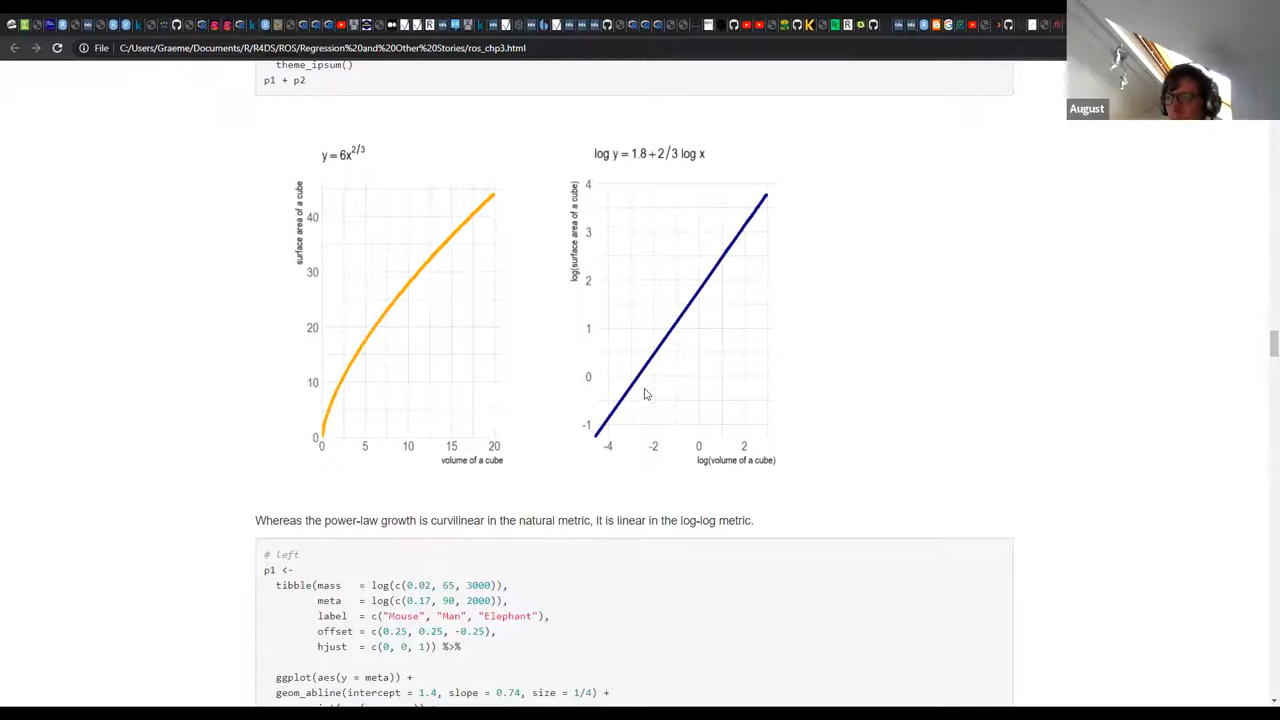 File
C:/Users/Graeme/Documents/R/R4DS/ROS/Regression%20and%20Other%20Stories/ros_chp3.html
August
theme_ipsum()
p1 + p2
y = 6x^2/3
log y = 1.8 + 2/3 log x
surface area of a cube
40
30
20
10
0
0 5 10 15 20
volume of a cube
log(surface area of a cube)
4
3
2
1
0
-1
-4 -2 0 2
log(volume of a cube)
Whereas the power-law growth is curvilinear in the natural metric, it is linear in the log-log metric.
# left
p1 <-
tibble(mass = log(c(0.02, 65, 3000)),
meta = log(c(0.17, 90, 2000)),
label = c("Mouse", "Man", "Elephant"),
offset = c(0.25, 0.25, -0.25),
hjust = c(0, 0, 1)) %>%
ggplot(aes(y = meta)) +
geom_abline(intercept = 1.4, slope = 0.74, size = 1/4) +